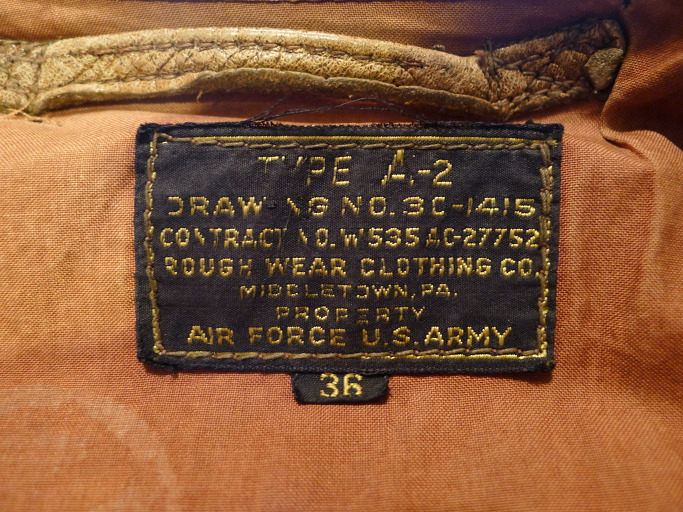 TYPE A-2
DRAWING NO. 30-1415
CONTRACT NO. W535 AC-27752
ROUGH WEAR CLOTHING CO.
MIDDLETOWN, PA.
PROPERTY
AIR FORCE U.S. ARMY
36